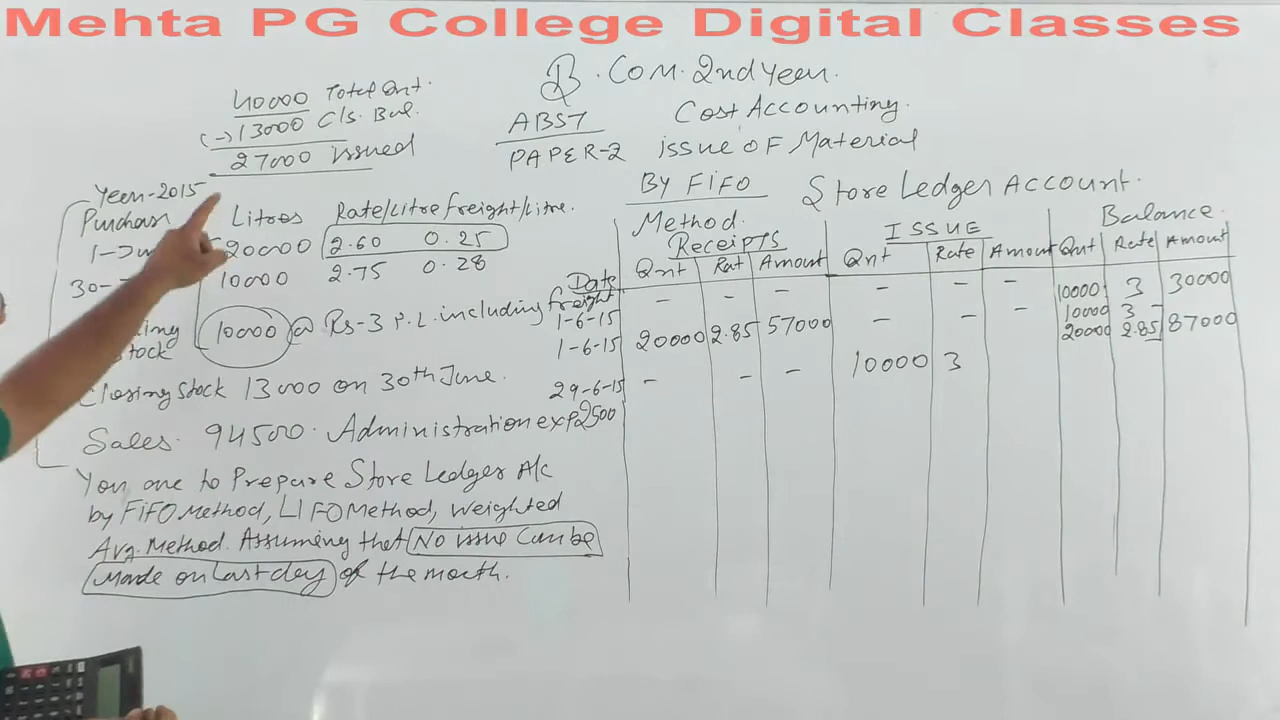 Mehta PG College Digital Classes
B.COM. 2nd Year.
40000 Total Qnt.
(-) 13000 C/s. Bal.
27000 issued
ABST
PAPER-2
Cost Accounting.
issue OF Material
BY FIFO
Method.
Store Ledger Account.
Year-2015
Purchase Litres Rate/Litre freight/Litre.
1- 20000 2.60 0.25
30- 10000 2.75 0.28
10000 @ Rs-3 P.L. including freight
Stock
Closing Stock 13000 on 30th June.
Sales. 94500. Administration exp 2500
You are to Prepare Store Ledger A/c
by FiFO Method, LIFO Method, weighted
Avg. Method. Assuming that No issue Can be
Made on Last day of the month.
Receipts ISSUE Balance.
Date Qnt Rat Amount Qnt Rate Amount Qnt Rate Amount
1-6-15 - - - - - - 10000 3 30000
10000 3
1-6-15 20000 2.85 57000 - - - 20000 2.85 87000
29-6-15 - - - 10000 3